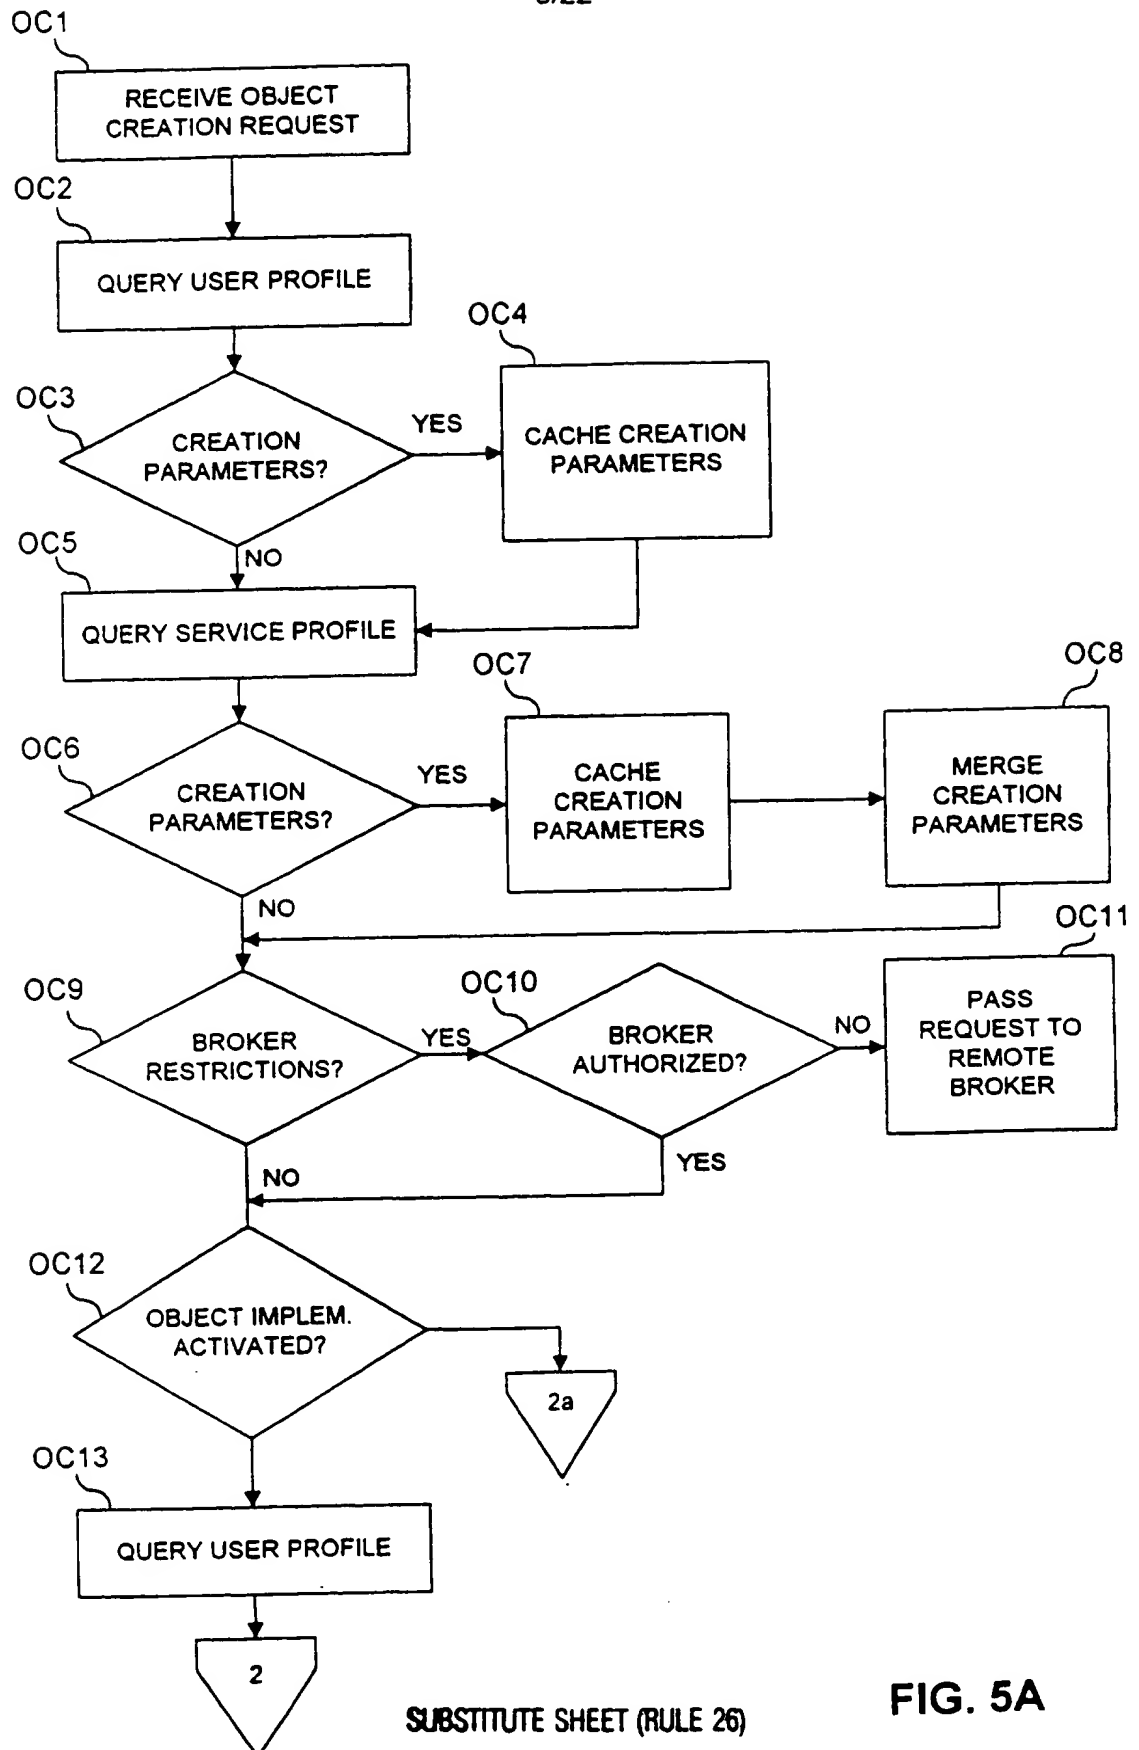 OC1
RECEIVE OBJECT
CREATION REQUEST
OC2
QUERY USER PROFILE
OC3
CREATION
PARAMETERS?
YES
NO
OC4
CACHE CREATION
PARAMETERS
OC5
QUERY SERVICE PROFILE
OC6
CREATION
PARAMETERS?
YES
NO
OC7
CACHE
CREATION
PARAMETERS
OC8
MERGE
CREATION
PARAMETERS
OC9
BROKER
RESTRICTIONS?
YES
NO
OC10
BROKER
AUTHORIZED?
NO
YES
OC11
PASS
REQUEST TO
REMOTE
BROKER
OC12
OBJECT IMPLEM.
ACTIVATED?
2a
OC13
QUERY USER PROFILE
2
SUBSTITUTE SHEET (RULE 26)
FIG. 5A